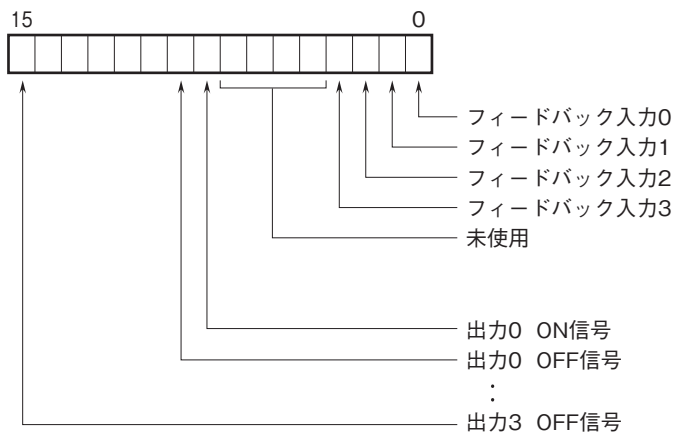 15 0
フィードバック入力0
フィードバック入力1
フィードバック入力2
フィードバック入力3
未使用
出力0 ON信号
出力0 OFF信号
：
出力3 OFF信号